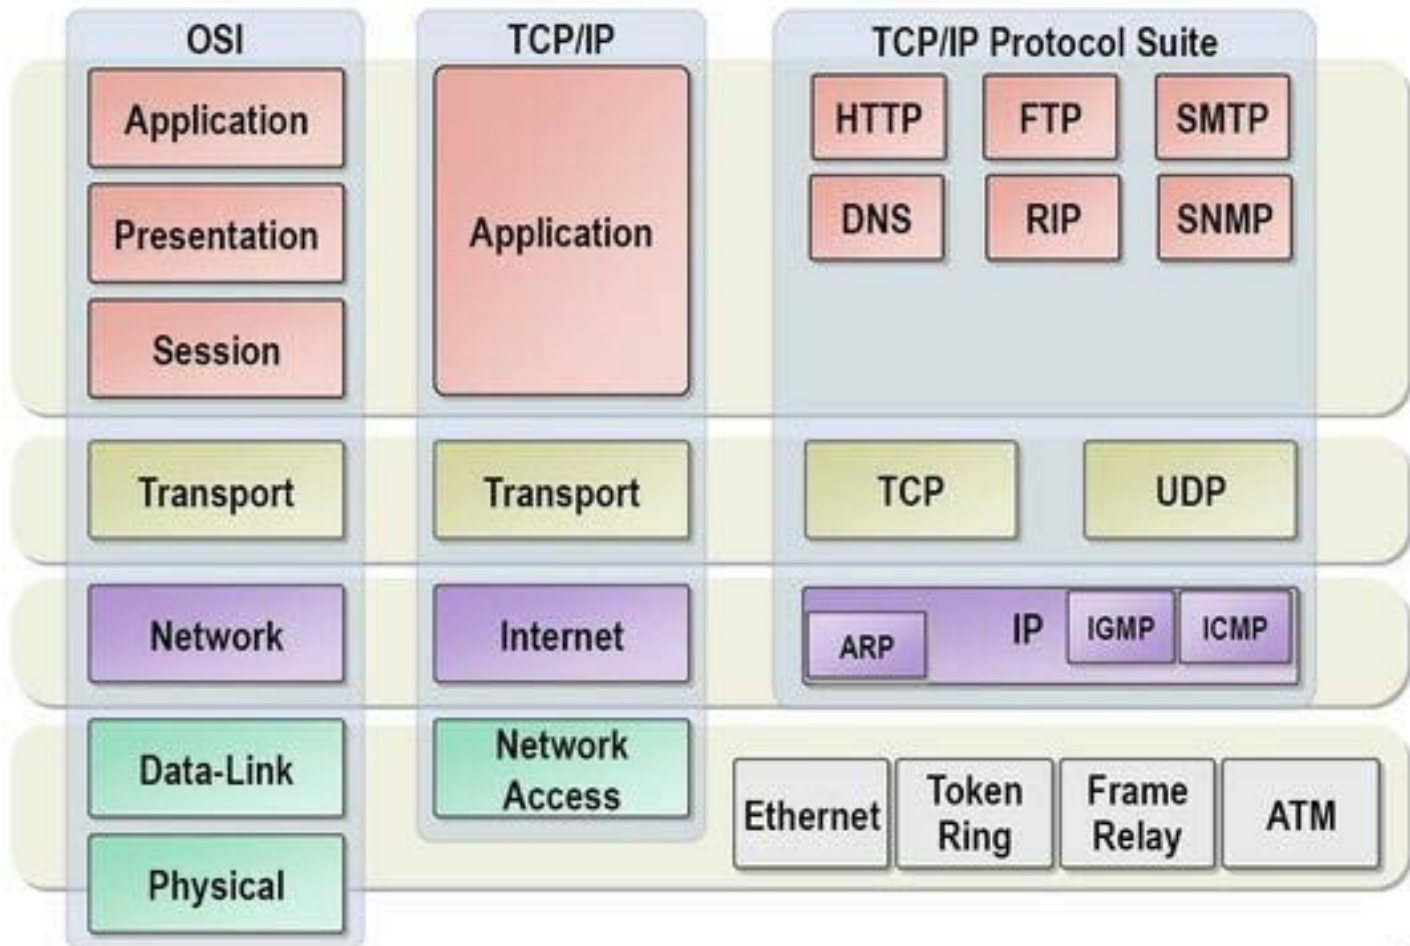 OSI
TCP/IP
TCP/IP Protocol Suite
Application
Presentation
Session
Application
HTTP
FTP
SMTP
DNS
RIP
SNMP
Transport
Transport
TCP
UDP
Network
Internet
ARP
IP
IGMP
ICMP
Data-Link
Physical
Network
Access
Ethernet
Token
Ring
Frame
Relay
ATM